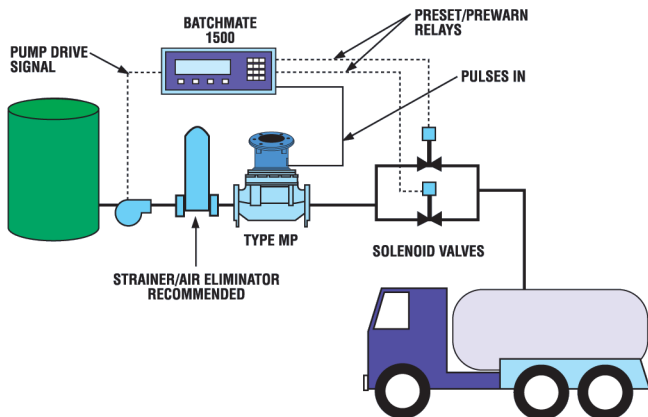 BATCHMATE
1500
PRESET/PREWARN
RELAYS
PUMP DRIVE
SIGNAL
PULSES IN
TYPE MP
SOLENOID VALVES
STRAINER/AIR ELIMINATOR
RECOMMENDED